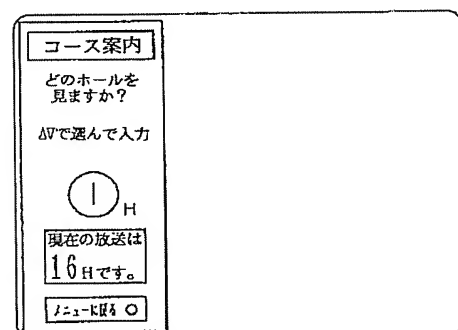 コース案内
どのホールを
見ますか?
△▽で選んで入力
1 H
現在の放送は
16Hです。
メニューに戻る ○